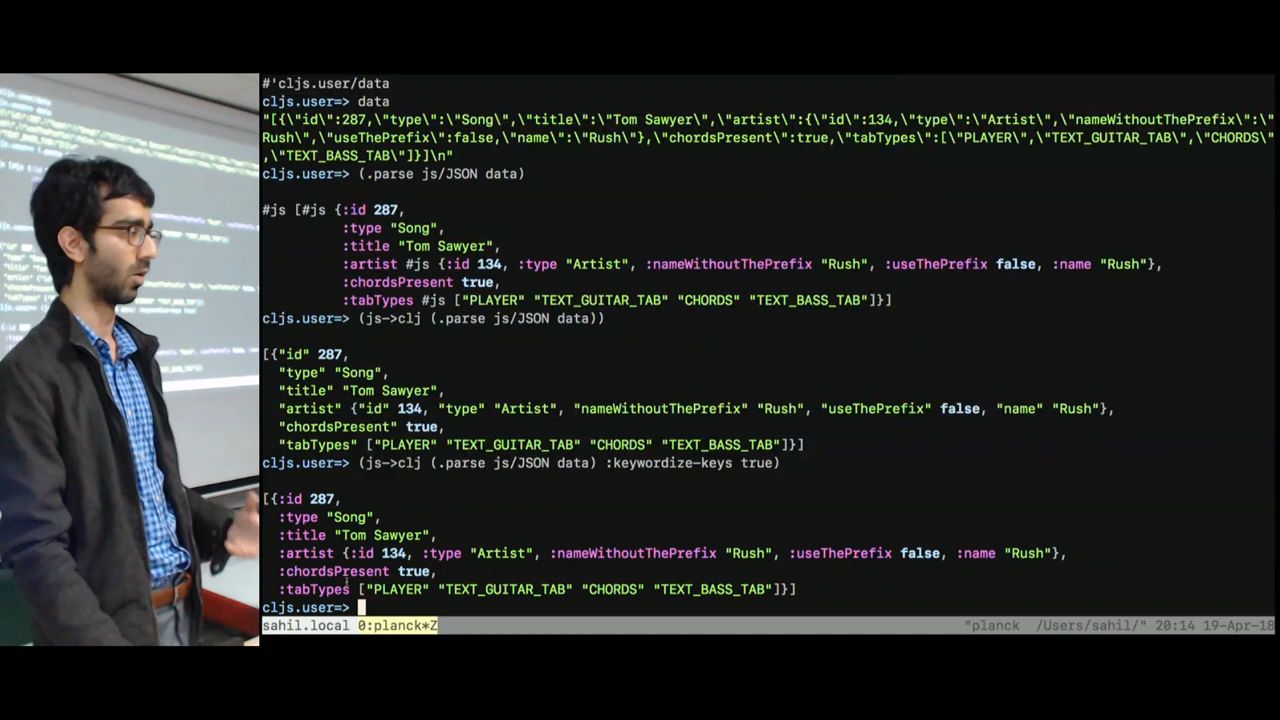 #'cljs.user/data
cljs.user=> data
"[{\"id\":287,\"type\":\"Song\",\"title\":\"Tom Sawyer\",\"artist\":{\"id\":134,\"type\":\"Artist\",\"nameWithoutThePrefix\":\"
Rush\",\"useThePrefix\":false,\"name\":\"Rush\"},\"chordsPresent\":true,\"tabTypes\":[\"PLAYER\",\"TEXT_GUITAR_TAB\",\"CHORDS\"
,\"TEXT_BASS_TAB\"]}]\n"
cljs.user=> (.parse js/JSON data)
#js [#js {:id 287,
:type "Song",
:title "Tom Sawyer",
:artist #js {:id 134, :type "Artist", :nameWithoutThePrefix "Rush", :useThePrefix false, :name "Rush"},
:chordsPresent true,
:tabTypes #js ["PLAYER" "TEXT_GUITAR_TAB" "CHORDS" "TEXT_BASS_TAB"]}]
cljs.user=> (js->clj (.parse js/JSON data))
[{"id" 287,
"type" "Song",
"title" "Tom Sawyer",
"artist" {"id" 134, "type" "Artist", "nameWithoutThePrefix" "Rush", "useThePrefix" false, "name" "Rush"},
"chordsPresent" true,
"tabTypes" ["PLAYER" "TEXT_GUITAR_TAB" "CHORDS" "TEXT_BASS_TAB"]}]
cljs.user=> (js->clj (.parse js/JSON data) :keywordize-keys true)
[{:id 287,
:type "Song",
:title "Tom Sawyer",
:artist {:id 134, :type "Artist", :nameWithoutThePrefix "Rush", :useThePrefix false, :name "Rush"},
:chordsPresent true,
:tabTypes ["PLAYER" "TEXT_GUITAR_TAB" "CHORDS" "TEXT_BASS_TAB"]}]
cljs.user=>
sahil.local 0:planck*Z "planck /Users/sahil/" 20:14 19-Apr-18